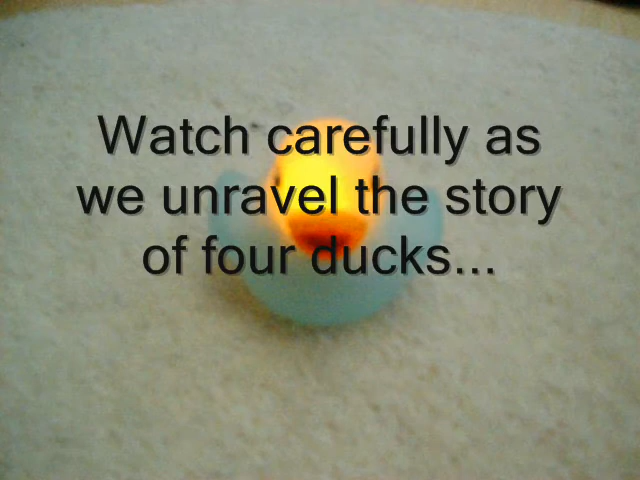 Watch carefully as
we unravel the story
of four ducks...